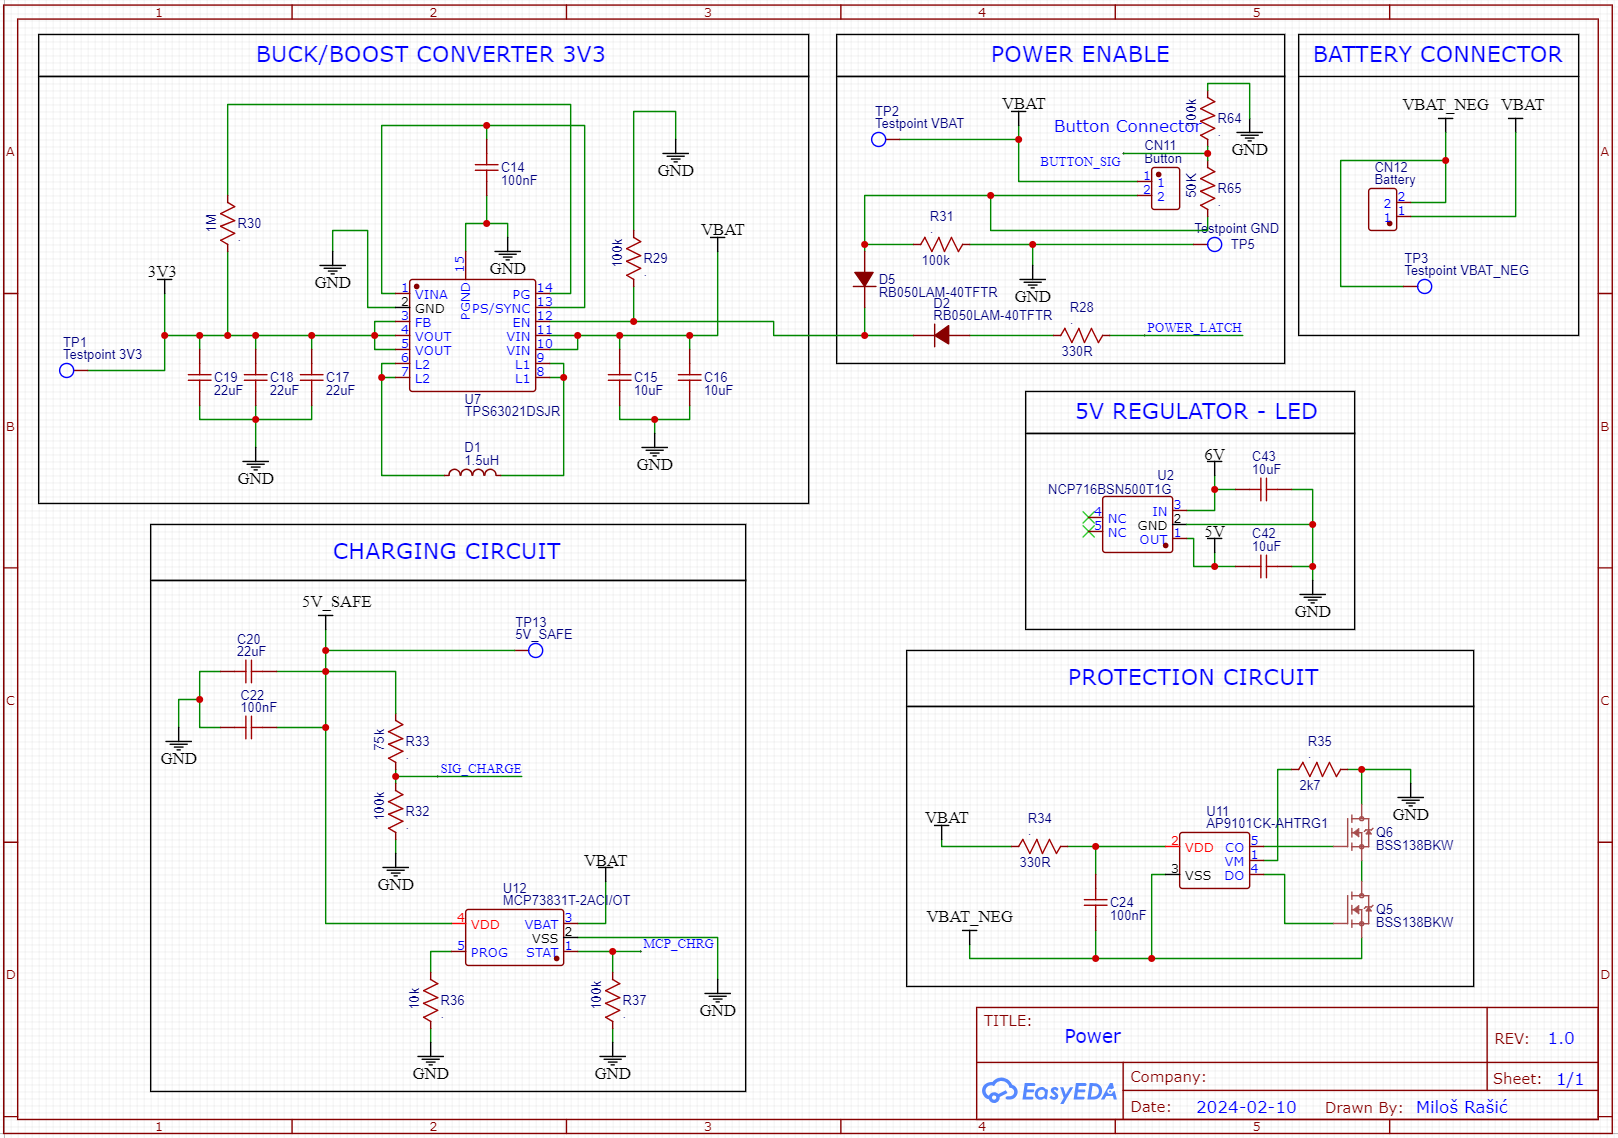 1 2 3 4 5
A
B
C
D
A
B
C
D
BUCK/BOOST CONVERTER 3V3
3V3
TP1
Testpoint 3V3
1M
R30
C19
22uF
C18
22uF
C17
22uF
GND
GND
C14
100nF
GND
GND
100k
R29
VBAT
15
PGND
1 VINA
2 GND
3 FB
4 VOUT
5 VOUT
6 L2
7 L2
PG 14
PS/SYNC 13
EN 12
VIN 11
VIN 10
L1 9
L1 8
U7
TPS63021DSJR
D1
1.5uH
C15
10uF
C16
10uF
GND
POWER ENABLE
TP2
Testpoint VBAT
VBAT
Button Connector
BUTTON_SIG
CN11
Button
1 1
2 2
100k
R64
GND
50K
R65
Testpoint GND
TP5
R31
100k
GND
D5
RB050LAM-40TFTR
D2
RB050LAM-40TFTR
R28
330R
POWER_LATCH
BATTERY CONNECTOR
VBAT_NEG VBAT
CN12
Battery
2 2
1 1
TP3
Testpoint VBAT_NEG
5V REGULATOR - LED
6V
C43
10uF
U2
NCP716BSN500T1G
4 NC
5 NC
IN 3
GND 2
OUT 1
5V
C42
10uF
GND
CHARGING CIRCUIT
5V_SAFE
TP13
5V_SAFE
C20
22uF
C22
100nF
GND
75k
R33
SIG_CHARGE
100k
R32
GND
VBAT
U12
MCP73831T-2ACI/OT
4 VDD
5 PROG
VBAT 3
VSS 2
STAT 1
MCP_CHRG
10k
R36
GND
100k
R37
GND
GND
PROTECTION CIRCUIT
R35
2k7
GND
VBAT
R34
330R
U11
AP9101CK-AHTRG1
2 VDD
3 VSS
CO 5
VM 1
DO 4
Q6
BSS138BKW
Q5
BSS138BKW
C24
100nF
VBAT_NEG
TITLE:
Power
REV: 1.0
EasyEDA
Company:
Sheet: 1/1
Date: 2024-02-10 Drawn By: Miloš Rašić
1 2 3 4 5